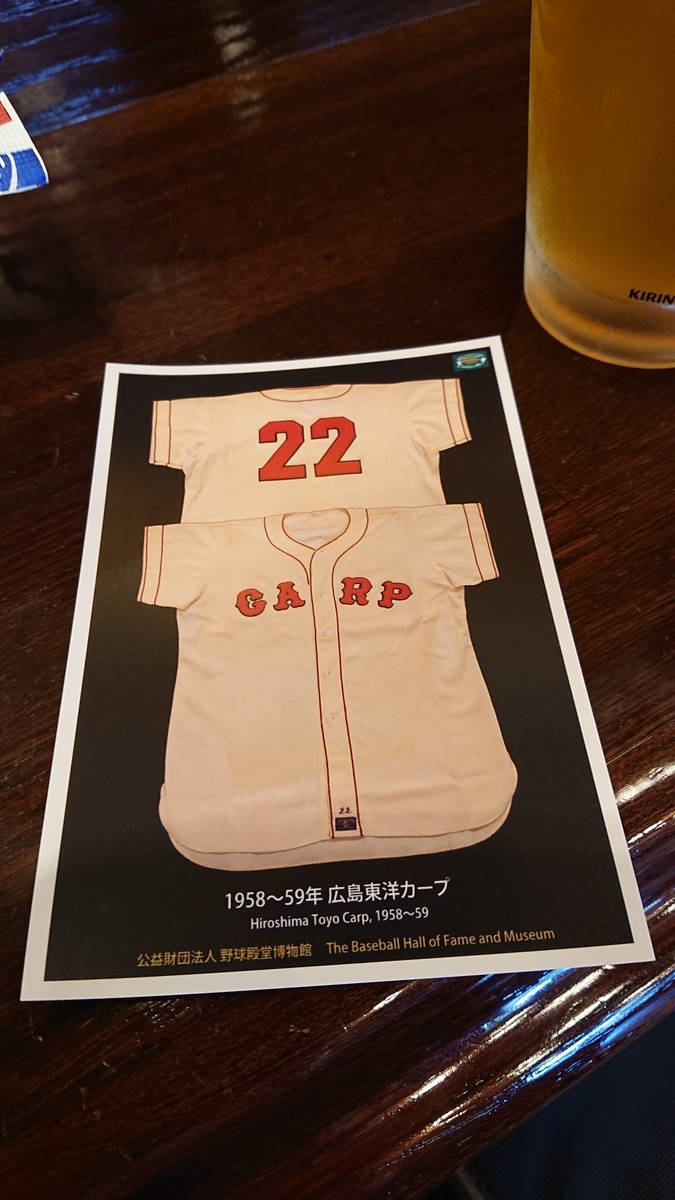 KIRIN
22
CARP
22
1958～59年 広島東洋カープ
Hiroshima Toyo Carp, 1958～59
公益財団法人 野球殿堂博物館 The Baseball Hall of Fame and Museum